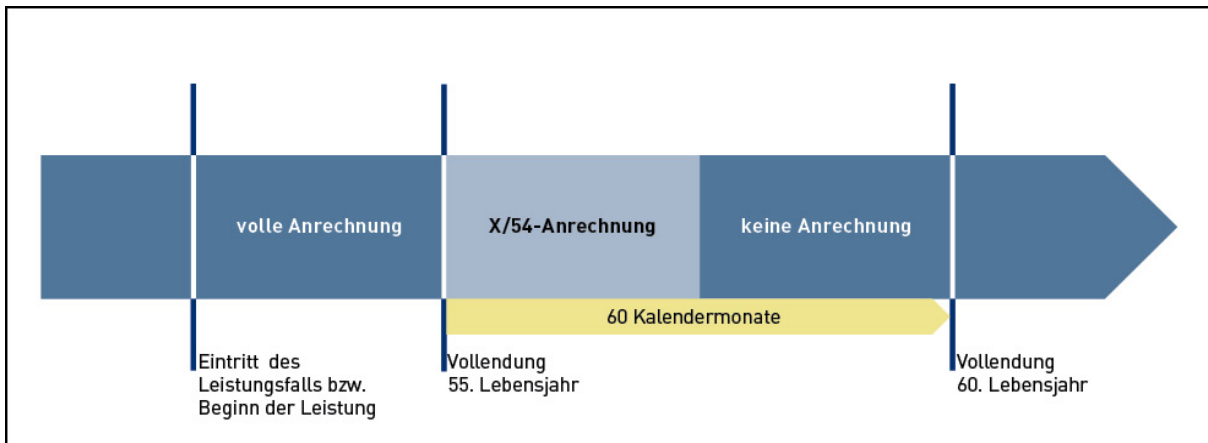 volle Anrechnung
X/54-Anrechnung
keine Anrechnung
60 Kalendermonate
Eintritt des
Leistungsfalls bzw.
Beginn der Leistung
Vollendung
55. Lebensjahr
Vollendung
60. Lebensjahr